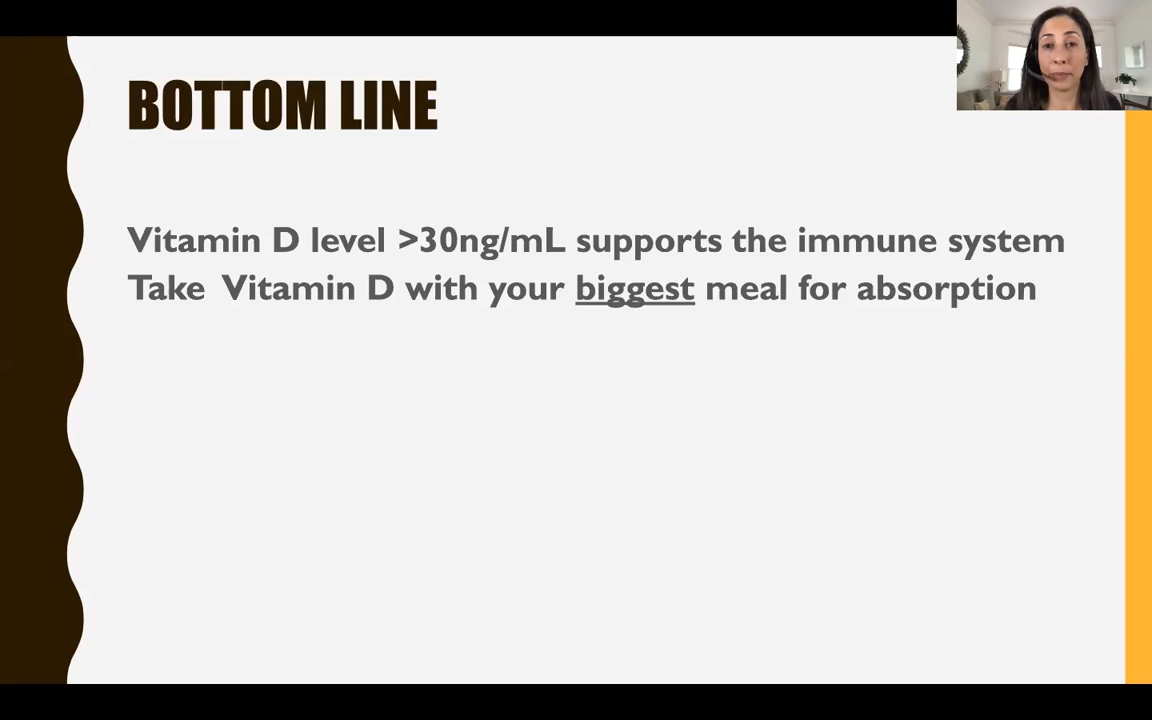 BOTTOM LINE
Vitamin D level >30ng/mL supports the immune system
Take Vitamin D with your biggest meal for absorption